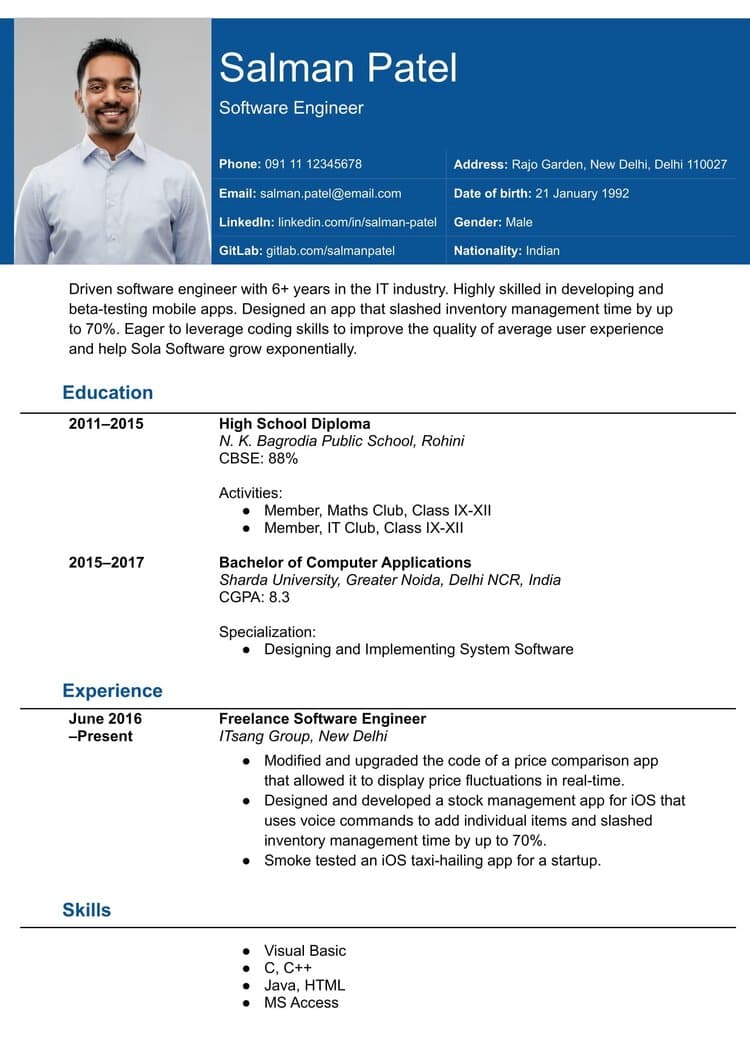 Salman Patel
Software Engineer
Phone: 091 11 12345678
Address: Rajo Garden, New Delhi, Delhi 110027
Email: salman.patel@email.com
Date of birth: 21 January 1992
LinkedIn: linkedin.com/in/salman-patel
Gender: Male
GitLab: gitlab.com/salmanpatel
Nationality: Indian
Driven software engineer with 6+ years in the IT industry. Highly skilled in developing and
beta-testing mobile apps. Designed an app that slashed inventory management time by up
to 70%. Eager to leverage coding skills to improve the quality of average user experience
and help Sola Software grow exponentially.
Education
2011–2015
High School Diploma
N. K. Bagrodia Public School, Rohini
CBSE: 88%
Activities:
● Member, Maths Club, Class IX-XII
● Member, IT Club, Class IX-XII
2015–2017
Bachelor of Computer Applications
Sharda University, Greater Noida, Delhi NCR, India
CGPA: 8.3
Specialization:
● Designing and Implementing System Software
Experience
June 2016
–Present
Freelance Software Engineer
ITsang Group, New Delhi
● Modified and upgraded the code of a price comparison app
that allowed it to display price fluctuations in real-time.
● Designed and developed a stock management app for iOS that
uses voice commands to add individual items and slashed
inventory management time by up to 70%.
● Smoke tested an iOS taxi-hailing app for a startup.
Skills
● Visual Basic
● C, C++
● Java, HTML
● MS Access